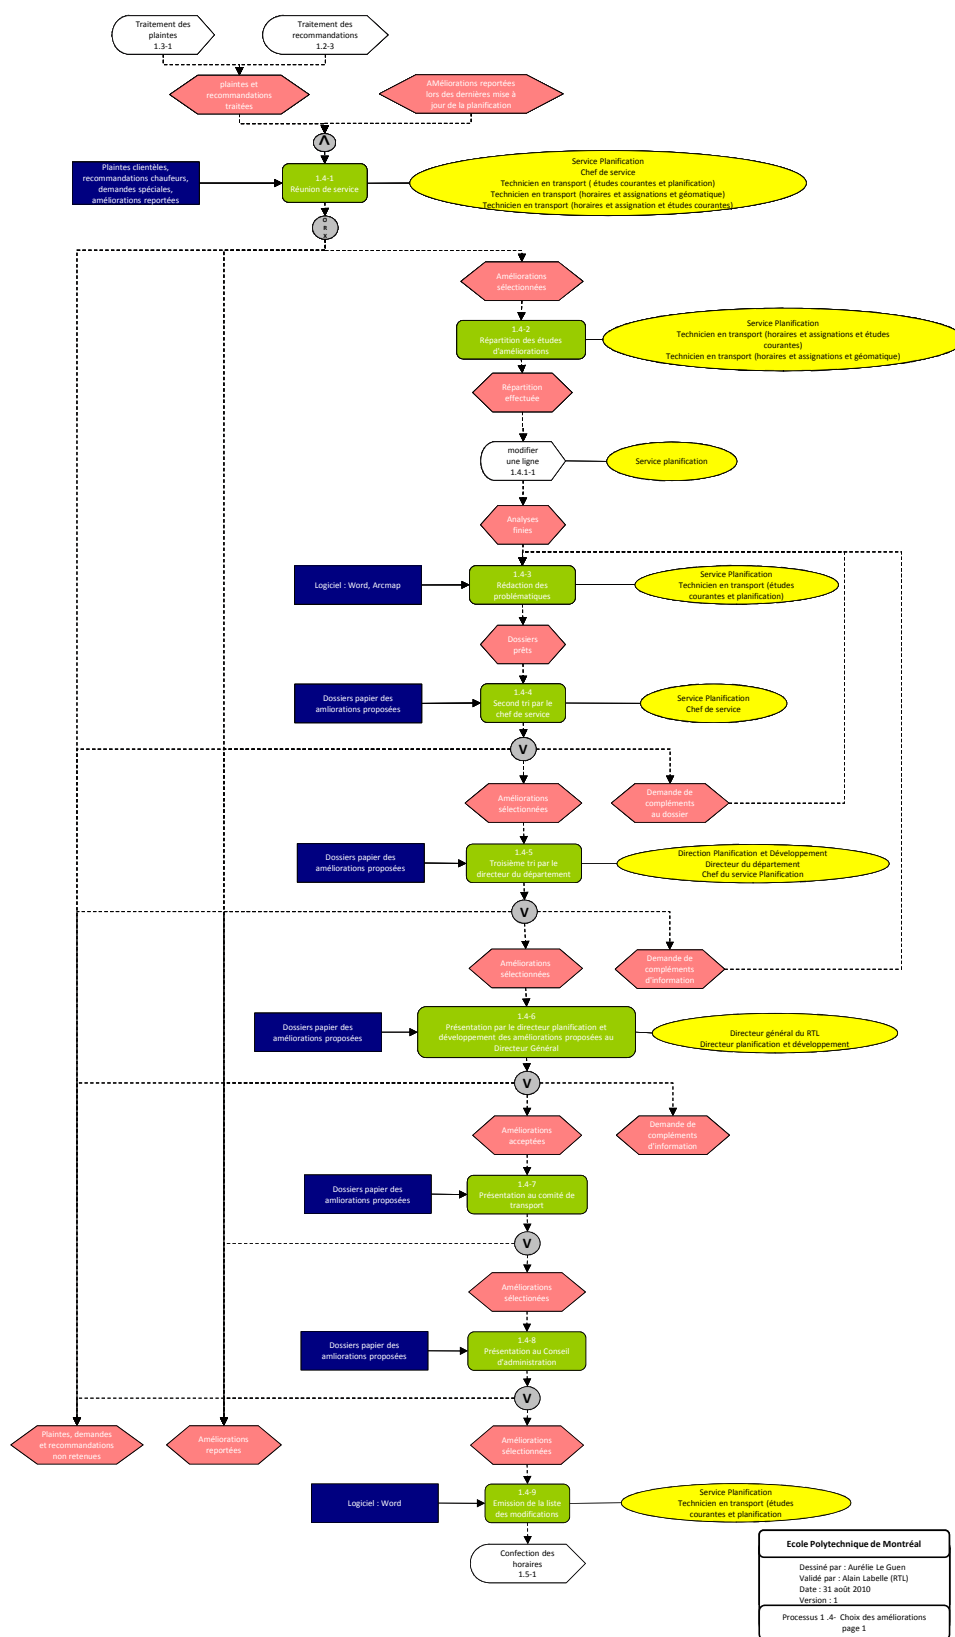 Traitement des
plaintes
1.3-1
Traitement des
recommandations
1.2-3
plaintes et
recommandations
traitées
AMéliorations reportées
lors des dernières mise à
jour de la planification
Λ
Plaintes clientèles,
recommandations chaufeurs,
demandes spéciales,
améliorations reportées
1.4-1
Réunion de service
Service Planification
Chef de service
Technicien en transport ( études courantes et planification)
Technicien en transport (horaires et assignations et géomatique)
Technicien en transport (horaires et assignation et études courantes)
O
R
X
Améliorations
sélectionnées
1.4-2
Répartition des études
d'améliorations
Service Planification
Technicien en transport (horaires et assignations et études
courantes)
Technicien en transport (horaires et assignations et géomatique)
Répartition
effectuée
modifier
une ligne
1.4.1-1
Service planification
Analyses
finies
Logiciel : Word, Arcmap
1.4-3
Rédaction des
problématiques
Service Planification
Technicien en transport (études
courantes et planification)
Dossiers
prêts
Dossiers papier des
amliorations proposées
1.4-4
Second tri par le
chef de service
Service Planification
Chef de service
V
Améliorations
sélectionnées
Demande de
compléments
au dossier
Dossiers papier des
améliorations proposées
1.4-5
Troisième tri par le
directeur du département
Direction Planification et Développement
Directeur du département
Chef du service Planification
V
Améliorations
sélectionnées
Demande de
compléments
d'information
Dossiers papier des
améliorations proposées
1.4-6
Présentation par le directeur planification et
développement des améliorations proposées au
Directeur Général
Directeur général du RTL
Directeur planification et développement
V
Améliorations
acceptées
Demande de
compléments
d'information
Dossiers papier des
amliorations proposées
1.4-7
Présentation au comité de
transport
V
Améliorations
sélectionées
Dossiers papier des
amliorations proposées
1.4-8
Présentation au Conseil
d'administration
V
Plaintes, demandes
et recommandations
non retenues
Améliorations
reportées
Améliorations
sélectionnées
Logiciel : Word
1.4-9
Emission de la liste
des modifications
Service Planification
Technicien en transport (études
courantes et planification
Confection des
horaires
1.5-1
Ecole Polytechnique de Montréal
Dessiné par : Aurélie Le Guen
Validé par : Alain Labelle (RTL)
Date : 31 août 2010
Version : 1
Processus 1 .4- Choix des améliorations
page 1